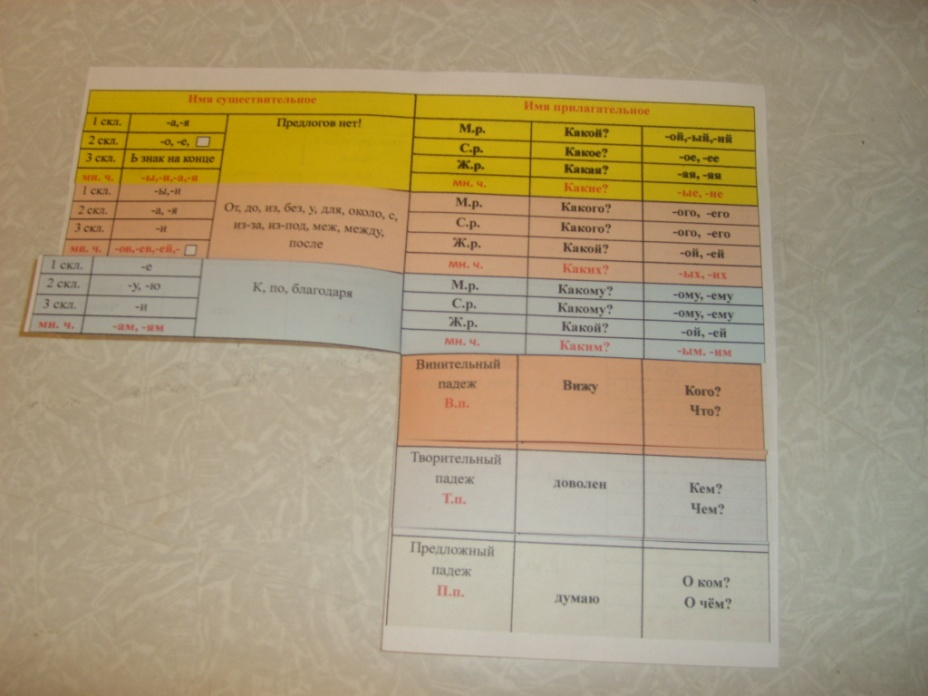 Имя существительное
1 скл. -а,-я Предлогов нет!
2 скл. -о, -е,
3 скл. Ь знак на конце
мн. ч. -ы,-и,-а,-я
1 скл. -ы,-и
2 скл. -а, -я От, до, из, без, у, для, около, с,
3 скл. -и из-за, из-под, меж, между,
мн. ч. -ов,-ев,-ей,- после
1 скл. -е
2 скл. -у, -ю К, по, благодаря
3 скл. -и
мн. ч. -ам, -ям
Имя прилагательное
М.р. Какой? -ой,-ый,-ий
С.р. Какое? -ое, -ее
Ж.р. Какая? -ая, -яя
мн. ч. Какие? -ые, -ие
М.р. Какого? -ого, -его
С.р. Какого? -ого, -его
Ж.р. Какой? -ой, -ей
мн. ч. Каких? -ых, -их
М.р. Какому? -ому, -ему
С.р. Какому? -ому, -ему
Ж.р. Какой? -ой, -ей
мн. ч. Каким? -ым. -им
Винительный
падеж
В.п.
Вижу
Кого?
Что?
Творительный
падеж
Т.п.
доволен
Кем?
Чем?
Предложный
падеж
П.п.
думаю
О ком?
О чём?